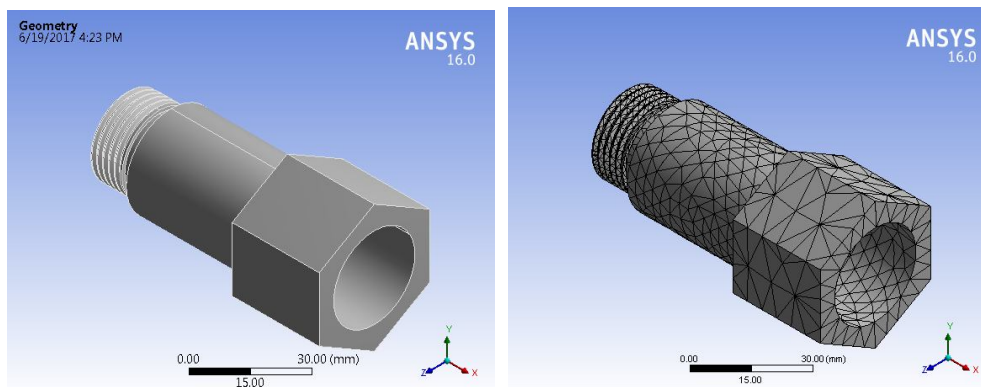 Geometry
6/19/2017 4:23 PM
ANSYS
16.0
0.00 30.00 (mm)
15.00
Y
Z X
ANSYS
16.0
0.00 30.00 (mm)
15.00
Y
Z X